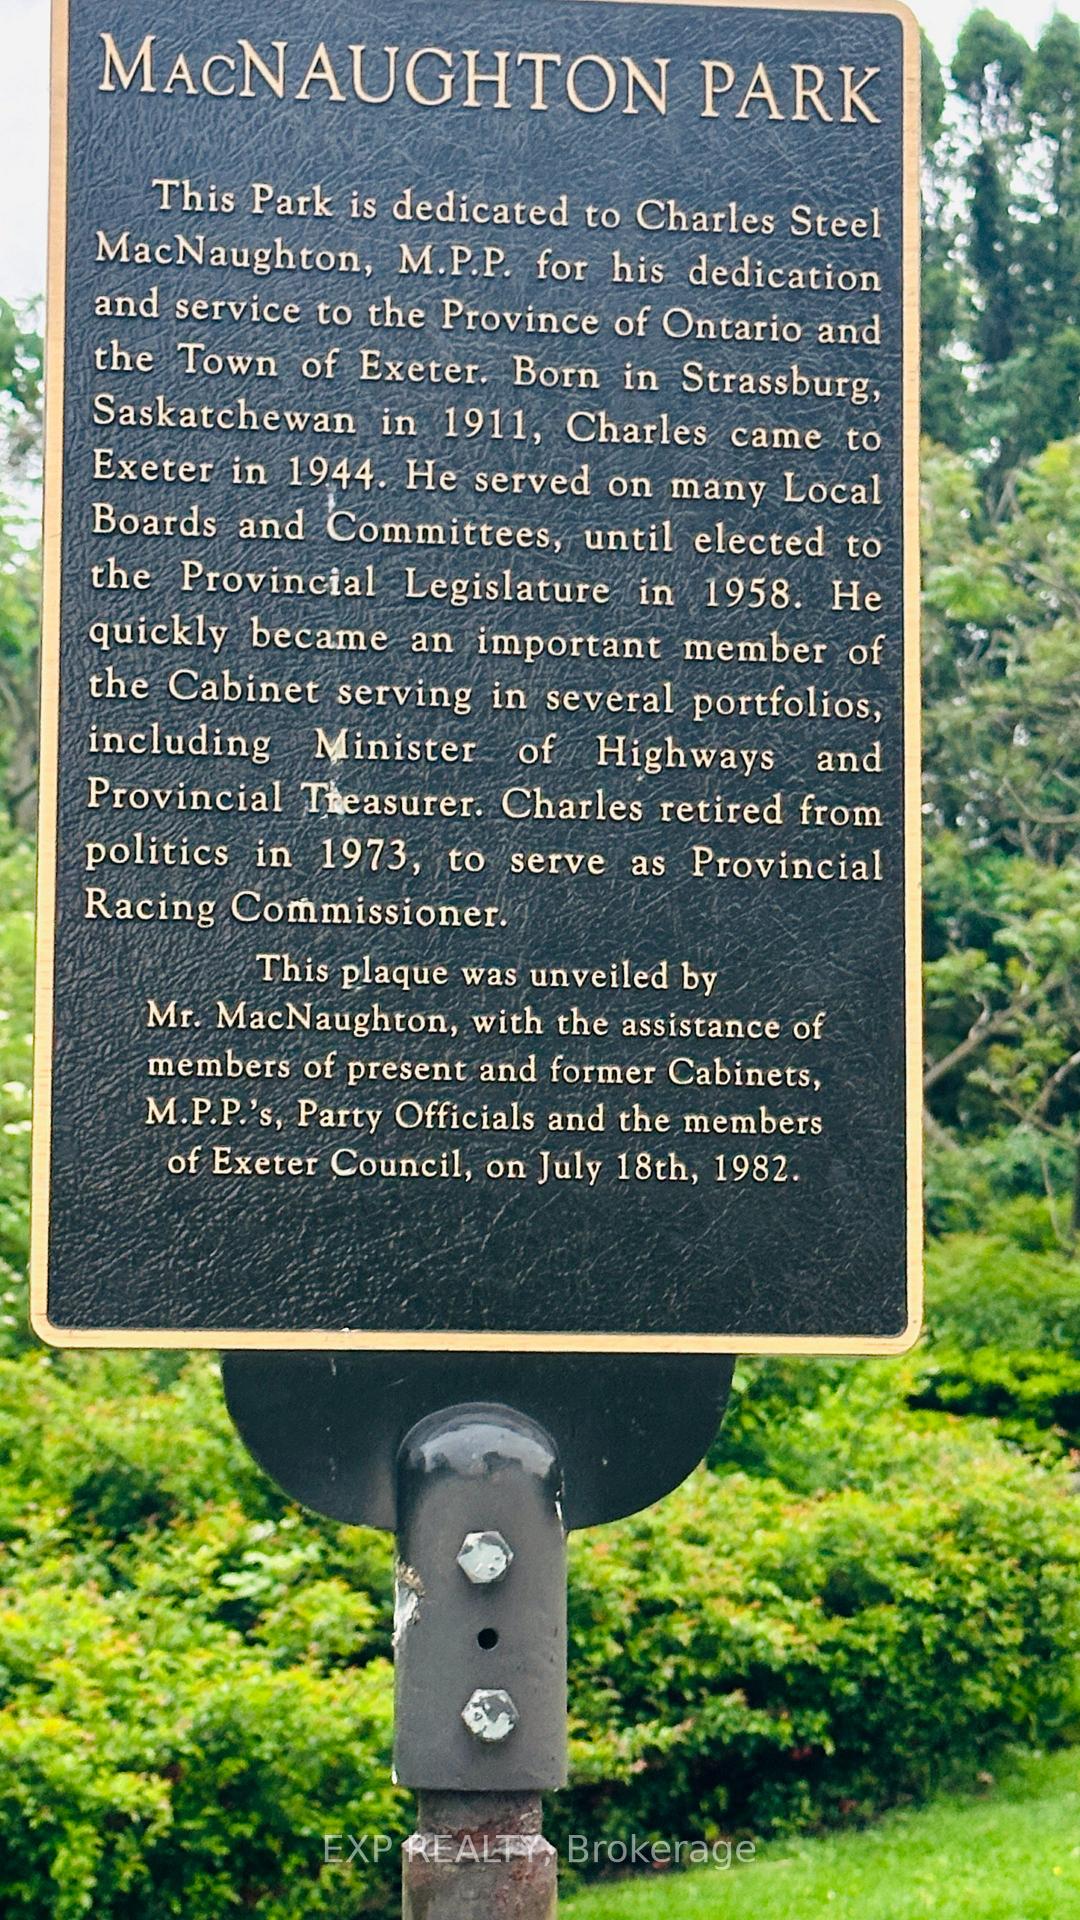 MacNAUGHTON PARK
This Park is dedicated to Charles Steel
MacNaughton, M.P.P. for his dedication
and service to the Province of Ontario and
the Town of Exeter. Born in Strassburg,
Saskatchewan in 1911, Charles came to
Exeter in 1944. He served on many Local
Boards and Committees, until elected to
the Provincial Legislature in 1958. He
quickly became an important member of
the Cabinet serving in several portfolios,
including Minister of Highways and
Provincial Treasurer. Charles retired from
politics in 1973, to serve as Provincial
Racing Commissioner.
This plaque was unveiled by
Mr. MacNaughton, with the assistance of
members of present and former Cabinets,
M.P.P.'s, Party Officials and the members
of Exeter Council, on July 18th, 1982.
EXP REALTY, Brokerage